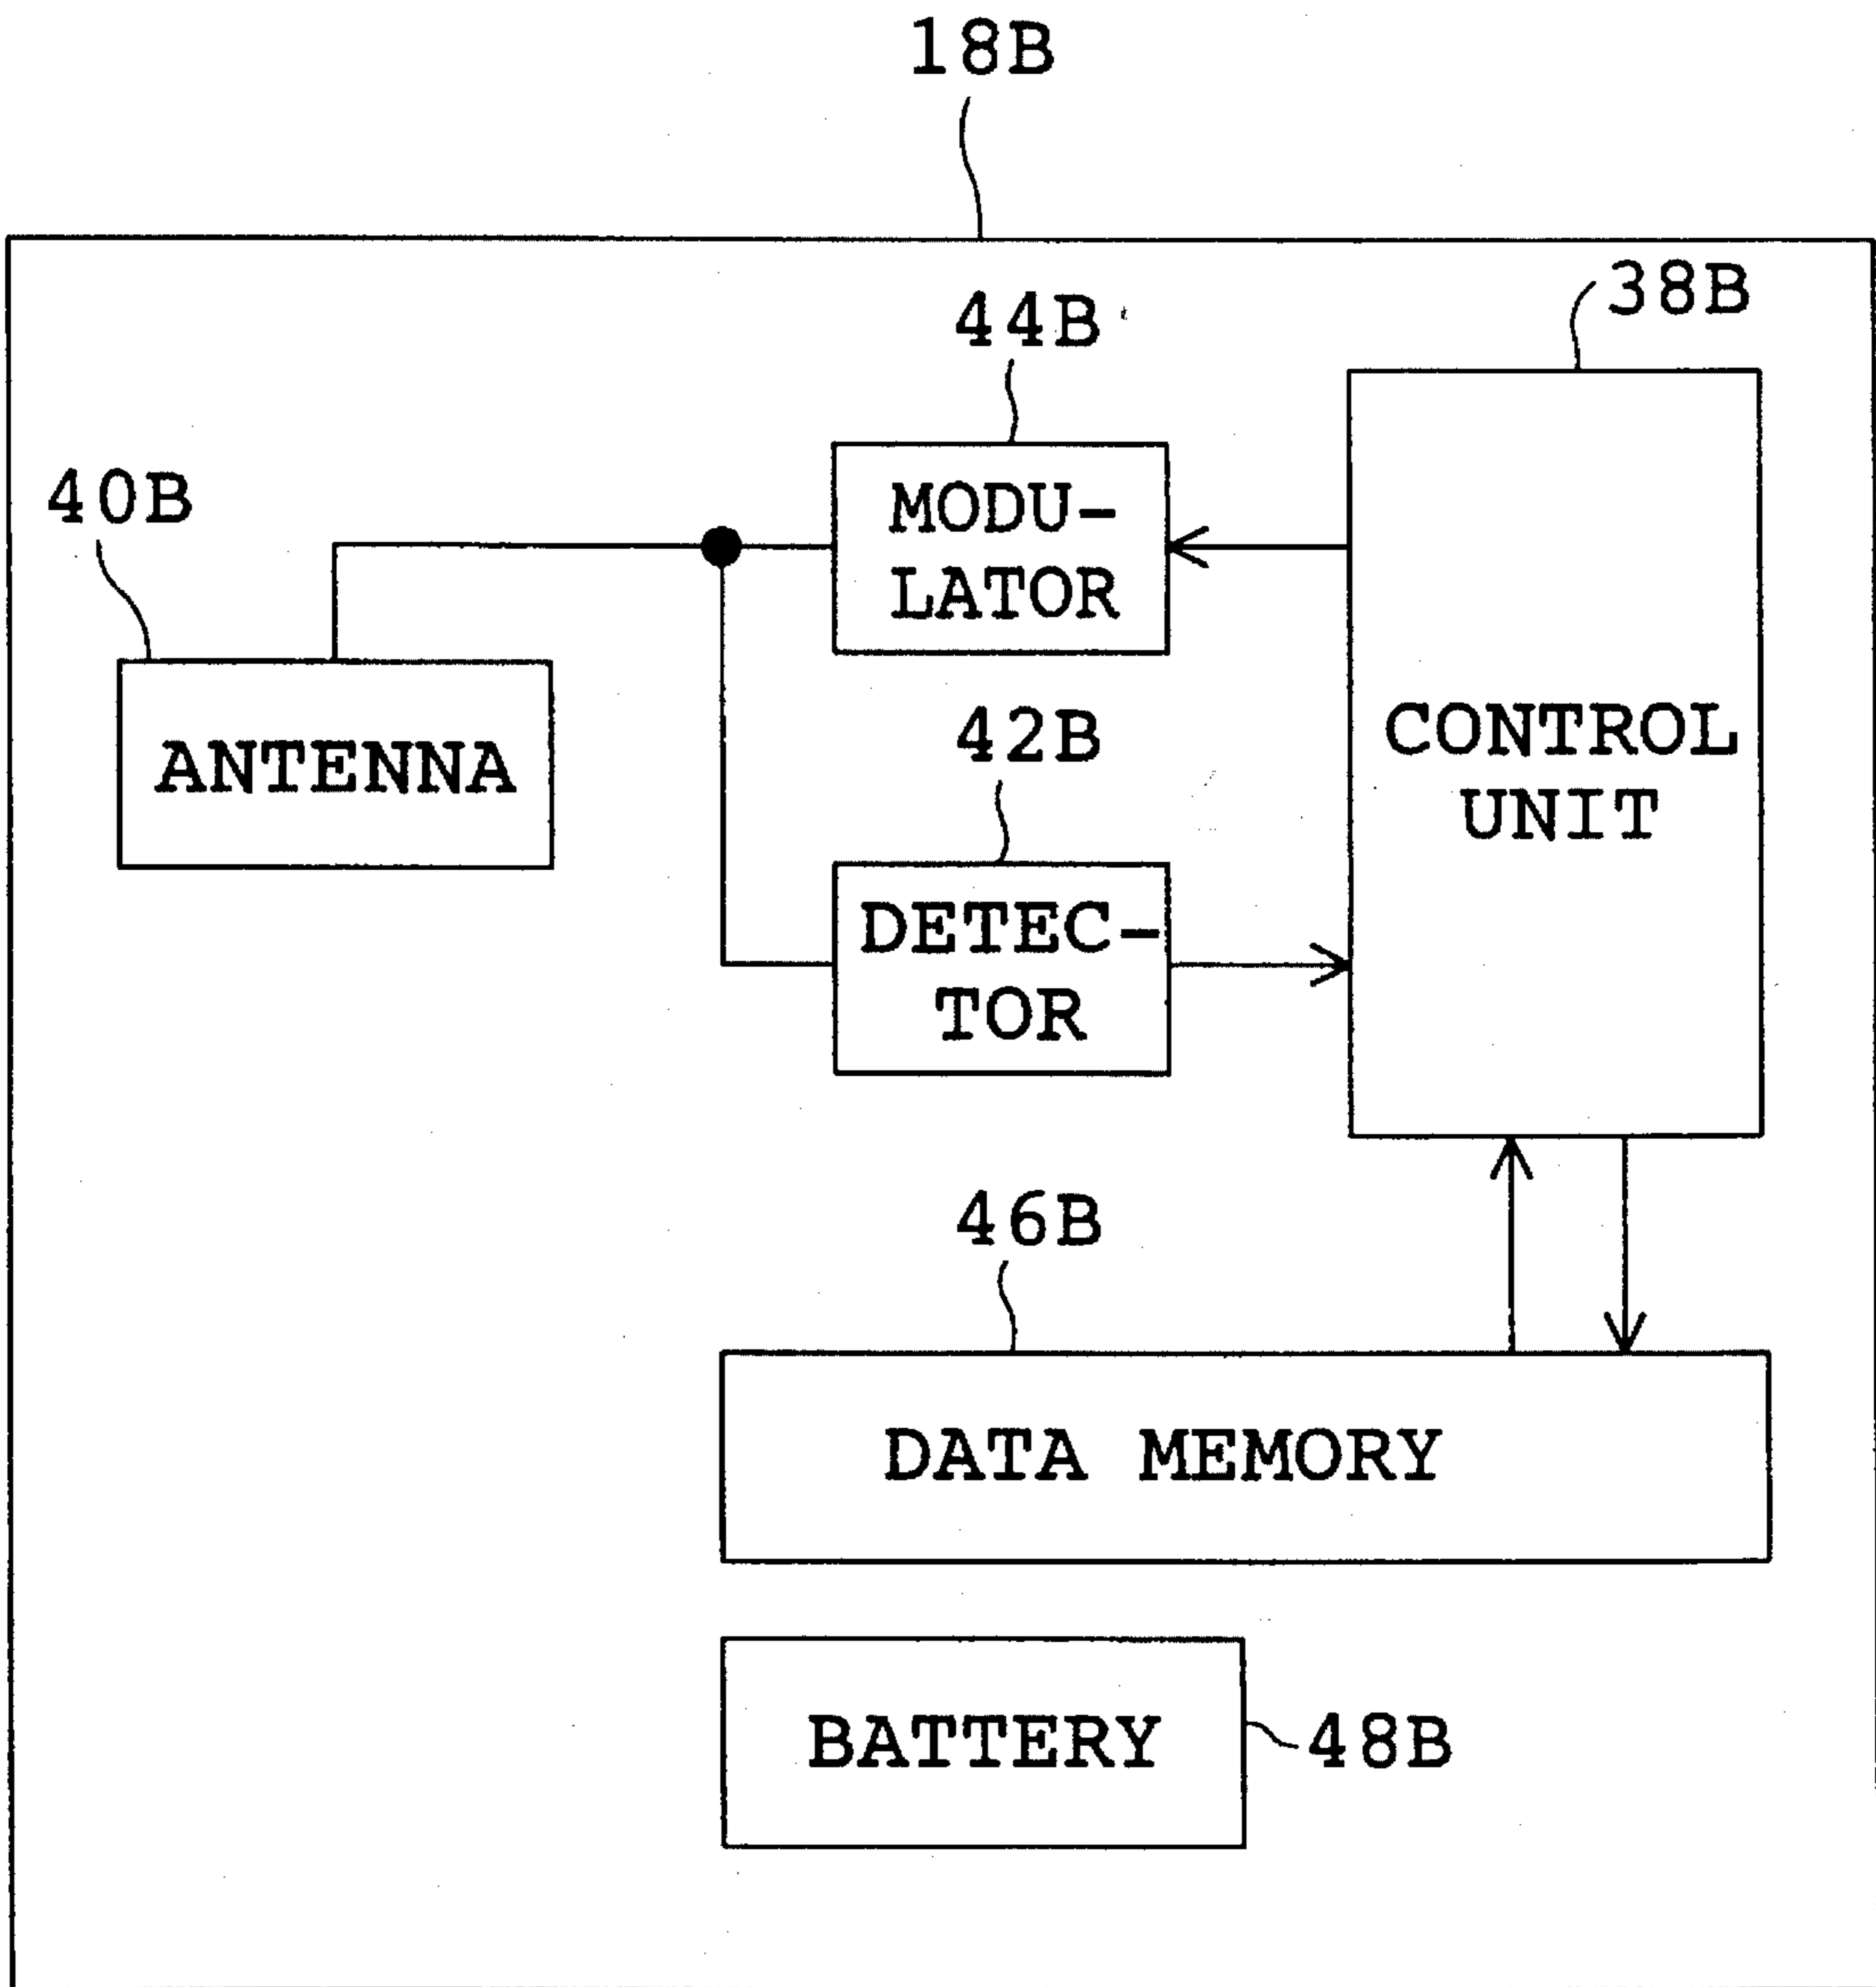 18B
38B
44B
40B
MODU-
LATOR
42B
CONTROL
UNIT
ANTENNA
DETEC-
TOR
46B
DATA MEMORY
BATTERY
48B